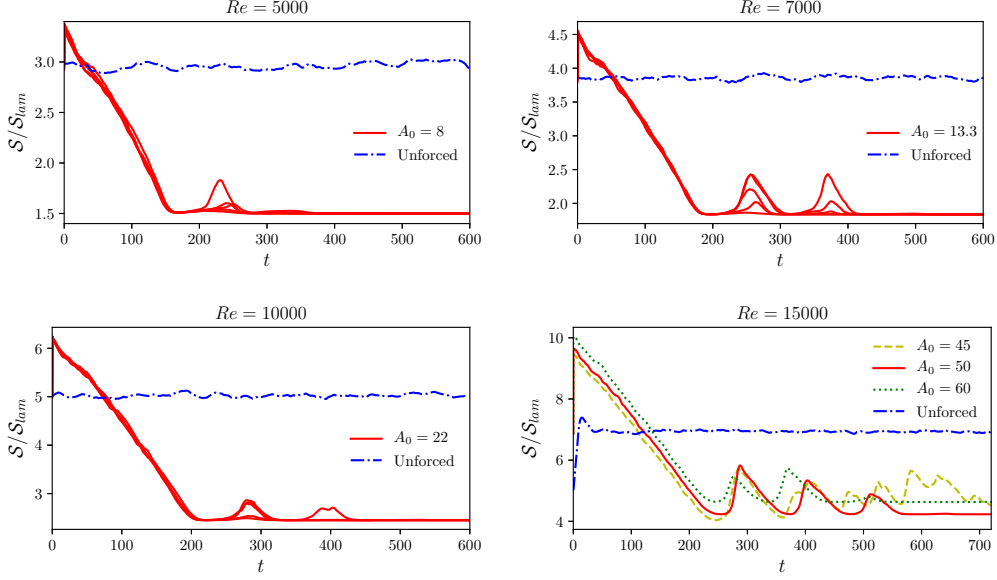 Re = 5000
3.0
2.5
2.0
1.5
S/S_lam
A_0 = 8
Unforced
0 100 200 300 400 500 600
t
Re = 7000
4.5
4.0
3.5
3.0
2.5
2.0
S/S_lam
A_0 = 13.3
Unforced
0 100 200 300 400 500 600
t
Re = 10000
6
5
4
3
S/S_lam
A_0 = 22
Unforced
0 100 200 300 400 500 600
t
Re = 15000
10
8
6
4
S/S_lam
A_0 = 45
A_0 = 50
A_0 = 60
Unforced
0 100 200 300 400 500 600 700
t